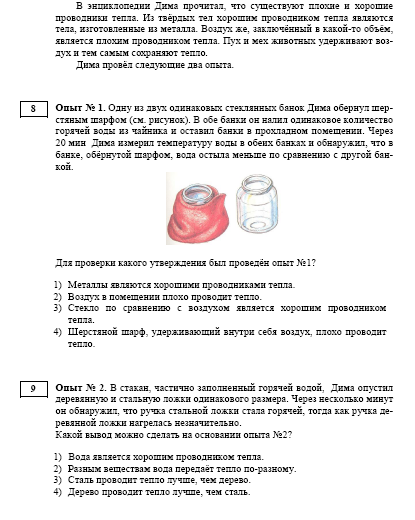 В энциклопедии Дима прочитал, что существуют плохие и хорошие
проводники тепла. Из твёрдых тел хорошим проводником тепла являются
тела, изготовленные из металла. Воздух же, заключённый в какой-то объём,
является плохим проводником тепла. Пух и мех животных удерживают воз-
дух и тем самым сохраняют тепло.
Дима провёл следующие два опыта.
8
Опыт № 1. Одну из двух одинаковых стеклянных банок Дима обернул шер-
стяным шарфом (см. рисунок). В обе банки он налил одинаковое количество
горячей воды из чайника и оставил банки в прохладном помещении. Через
20 мин Дима измерил температуру воды в обеих банках и обнаружил, что в
банке, обёрнутой шарфом, вода остыла меньше по сравнению с другой бан-
кой.
Для проверки какого утверждения был проведён опыт №1?
1) Металлы являются хорошими проводниками тепла.
2) Воздух в помещении плохо проводит тепло.
3) Стекло по сравнению с воздухом является хорошим проводником
тепла.
4) Шерстяной шарф, удерживающий внутри себя воздух, плохо проводит
тепло.
9
Опыт № 2. В стакан, частично заполненный горячей водой, Дима опустил
деревянную и стальную ложки одинакового размера. Через несколько минут
он обнаружил, что ручка стальной ложки стала горячей, тогда как ручка де-
ревянной ложки нагрелась незначительно.
Какой вывод можно сделать на основании опыта №2?
1) Вода является хорошим проводником тепла.
2) Разным веществам вода передаёт тепло по-разному.
3) Сталь проводит тепло лучше, чем дерево.
4) Дерево проводит тепло лучше, чем сталь.